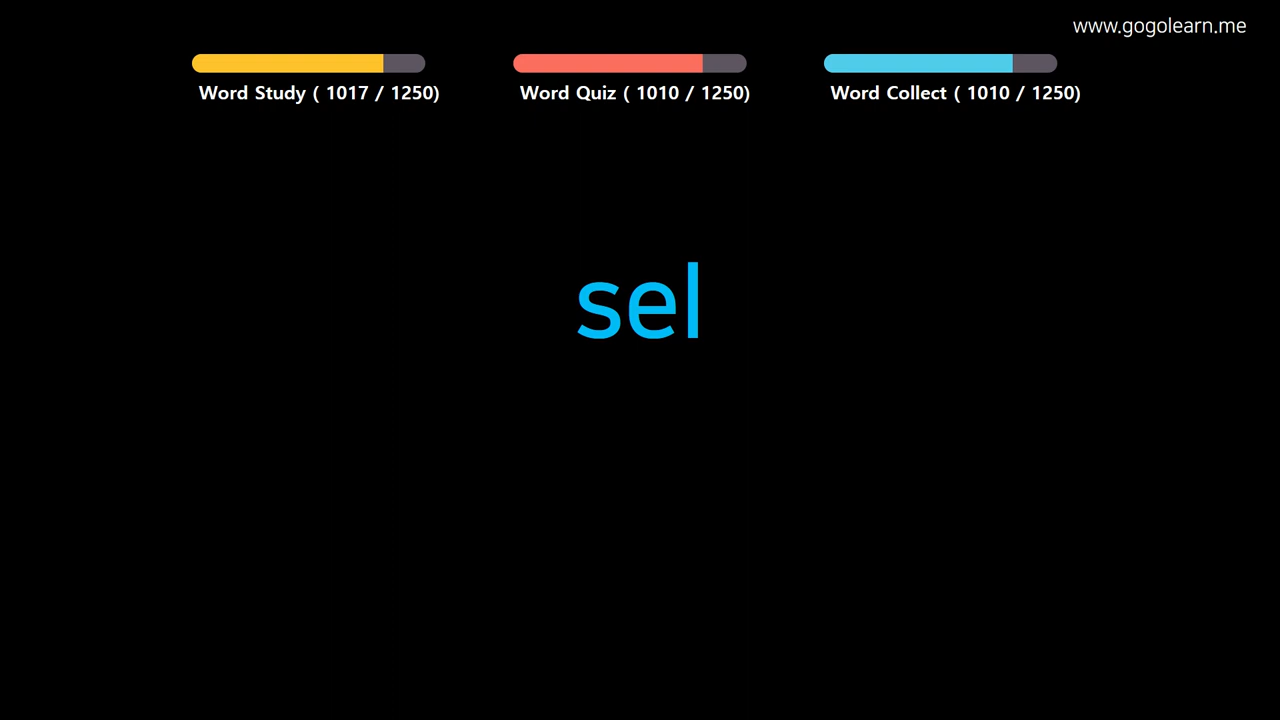 www.gogolearn.me
Word Study ( 1017 / 1250)
Word Quiz ( 1010 / 1250)
Word Collect ( 1010 / 1250)
sel